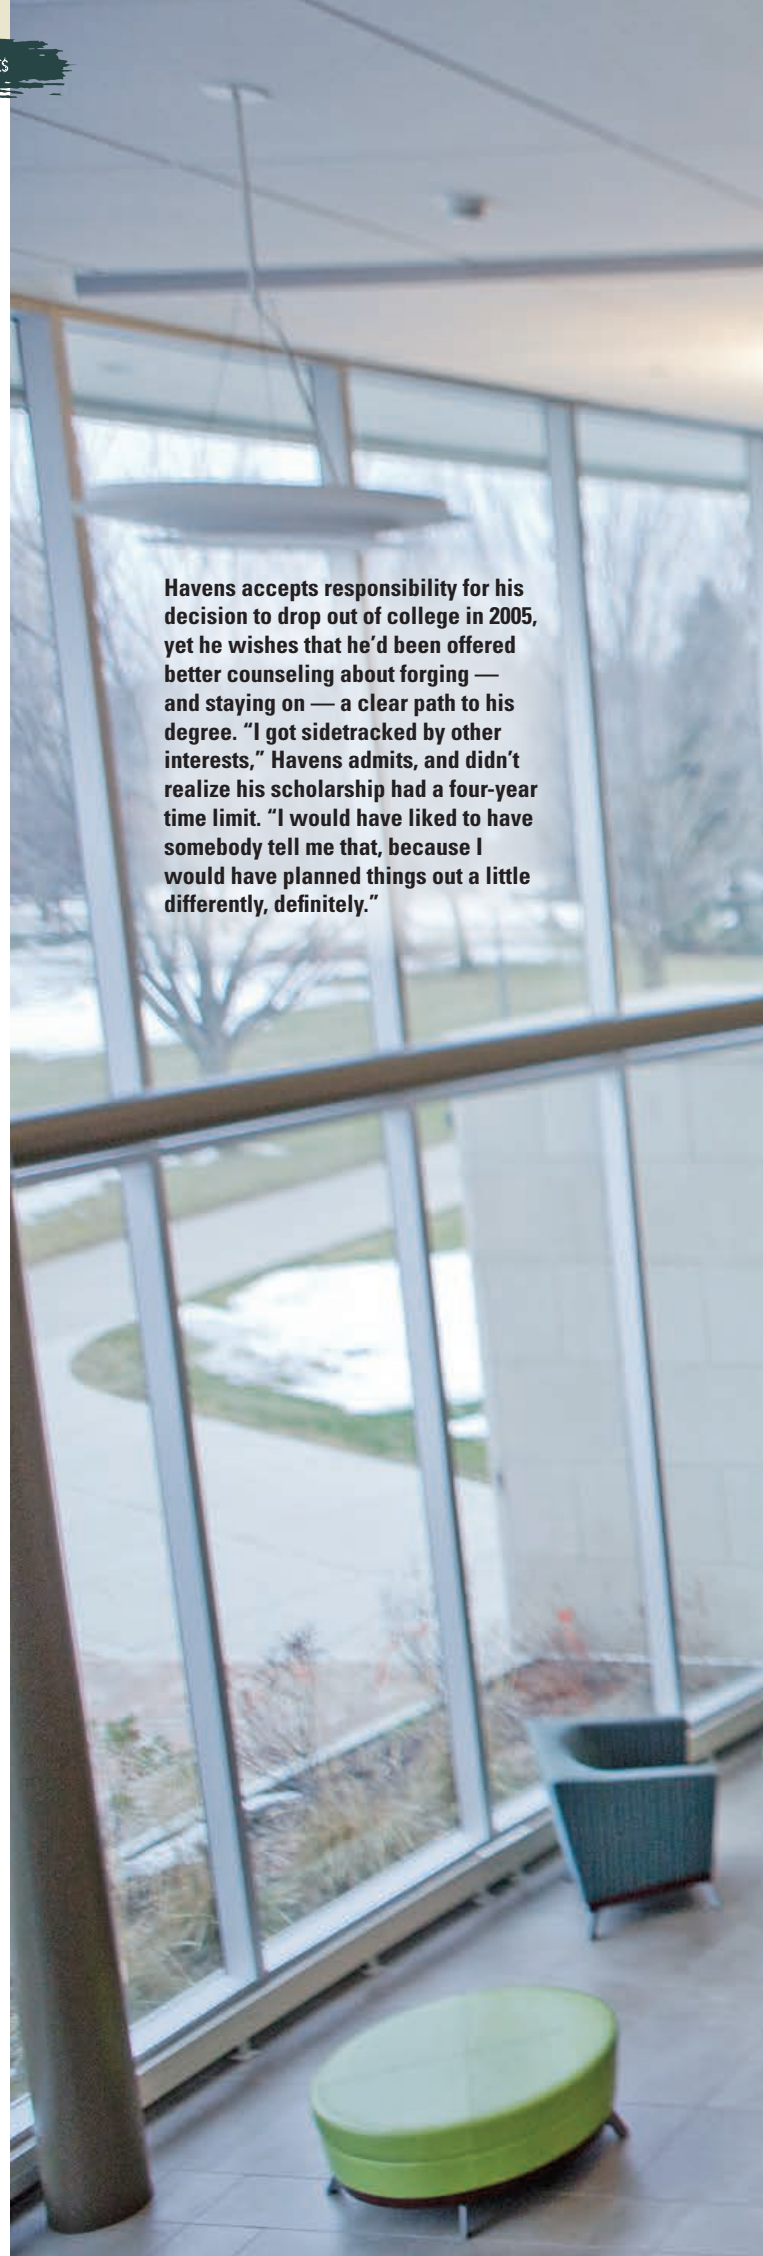 Havens accepts responsibility for his
decision to drop out of college in 2005,
yet he wishes that he’d been offered
better counseling about forging —
and staying on — a clear path to his
degree. “I got sidetracked by other
interests,” Havens admits, and didn’t
realize his scholarship had a four-year
time limit. “I would have liked to have
somebody tell me that, because I
would have planned things out a little
differently, definitely.”